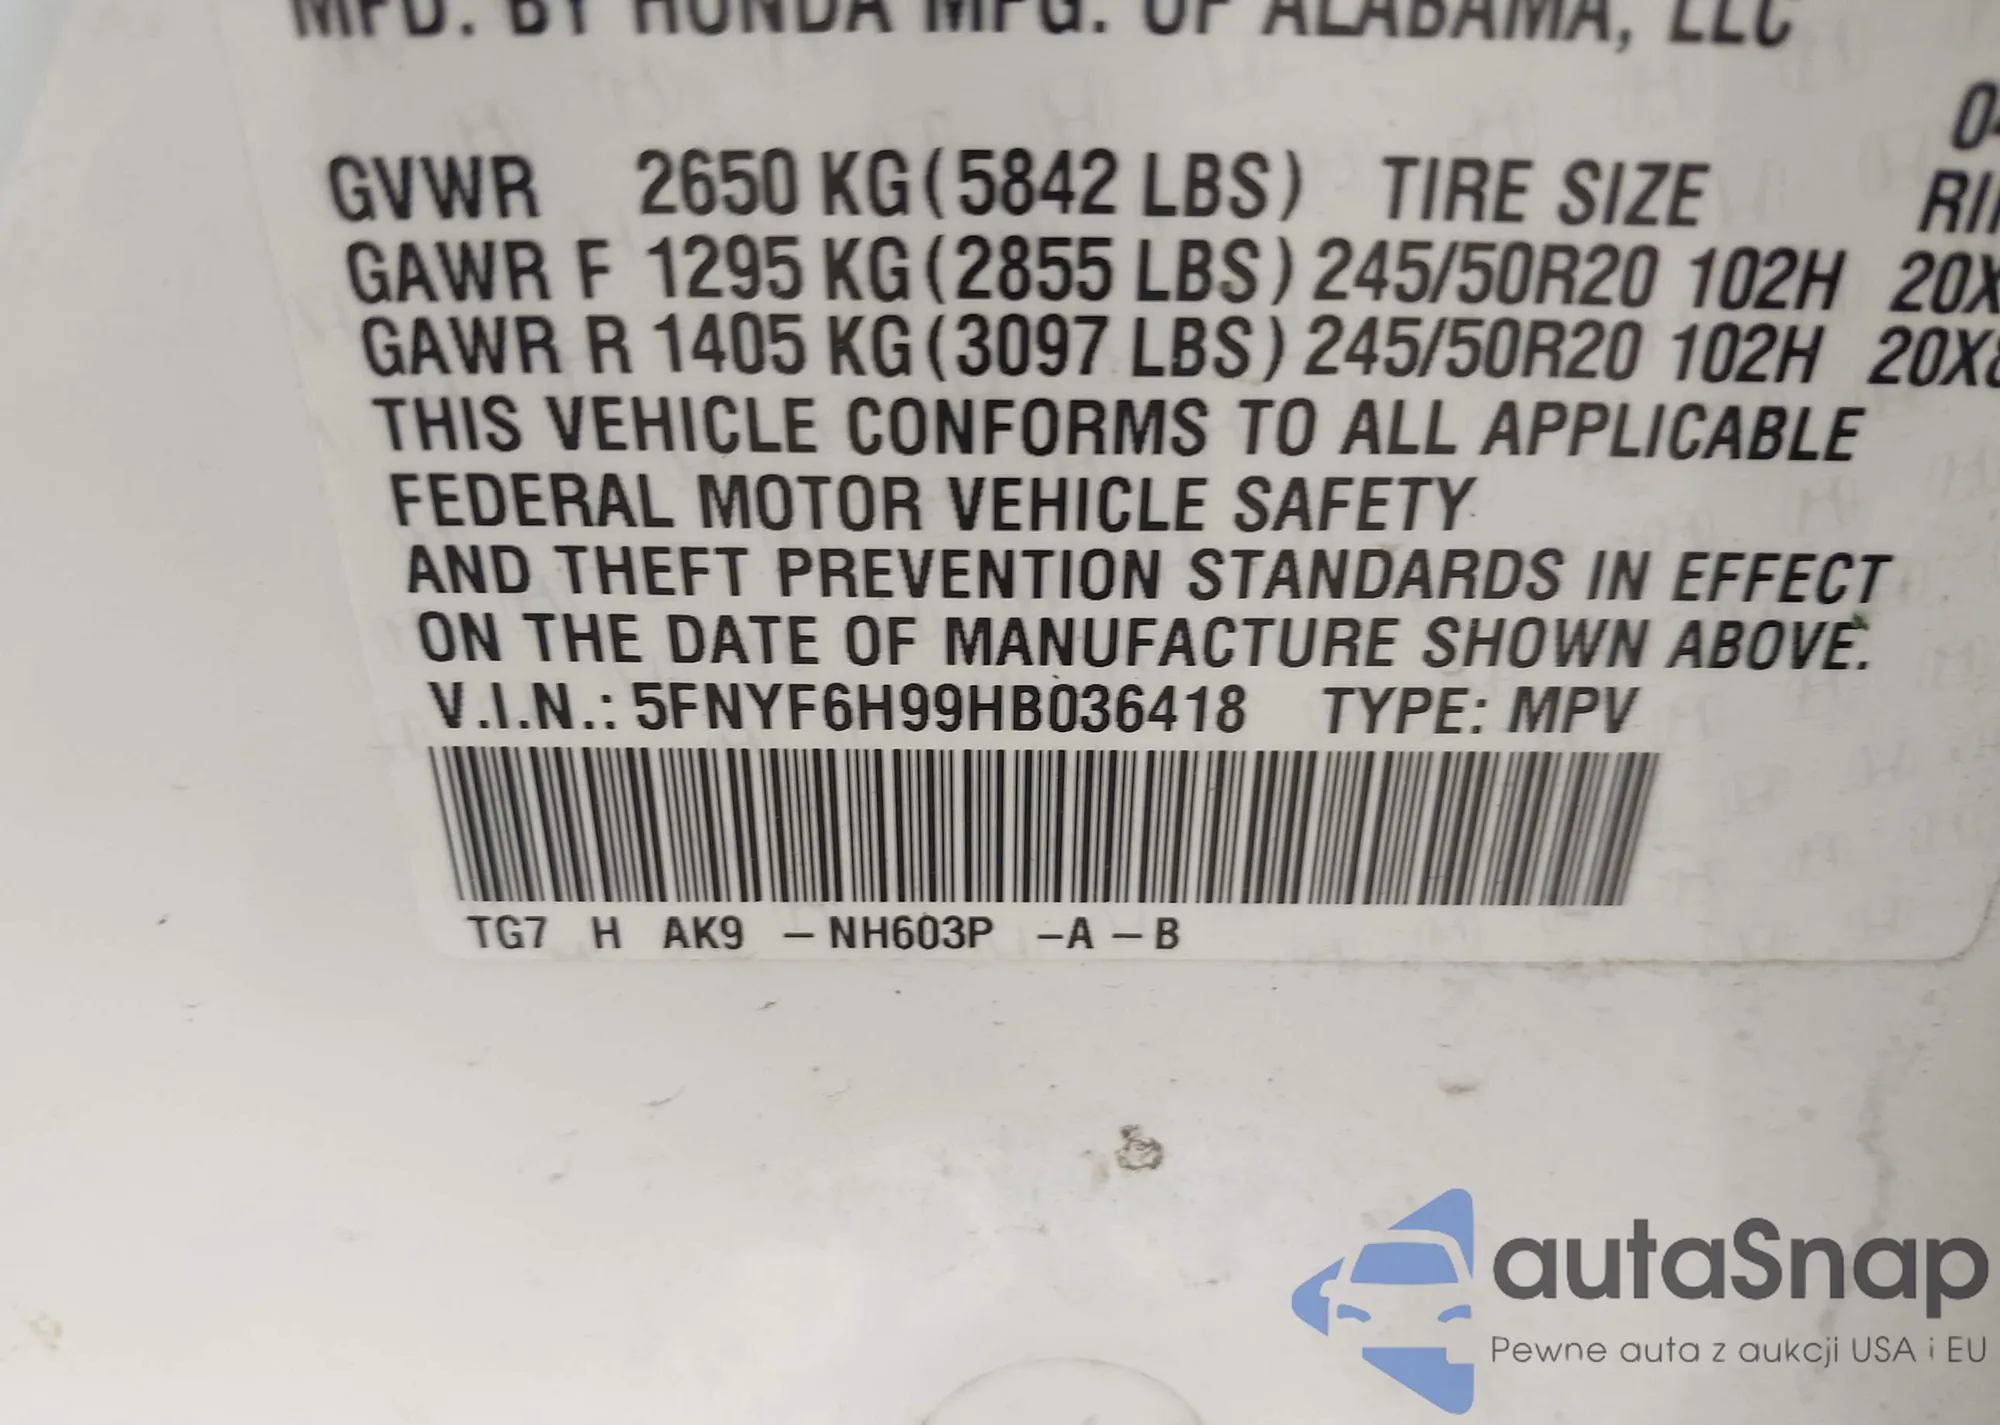 MFD. BY HONDA MFG. OF ALABAMA, LLC
GVWR 2650 KG (5842 LBS) TIRE SIZE
GAWR F 1295 KG (2855 LBS) 245/50R20 102H 20X
GAWR R 1405 KG (3097 LBS) 245/50R20 102H 20X8
THIS VEHICLE CONFORMS TO ALL APPLICABLE
FEDERAL MOTOR VEHICLE SAFETY
AND THEFT PREVENTION STANDARDS IN EFFECT
ON THE DATE OF MANUFACTURE SHOWN ABOVE.
V.I.N.: 5FNYF6H99HB036418 TYPE: MPV
TG7 H AK9 – NH603P –A – B
autaSnap
Pewne auta z aukcji USA i EU